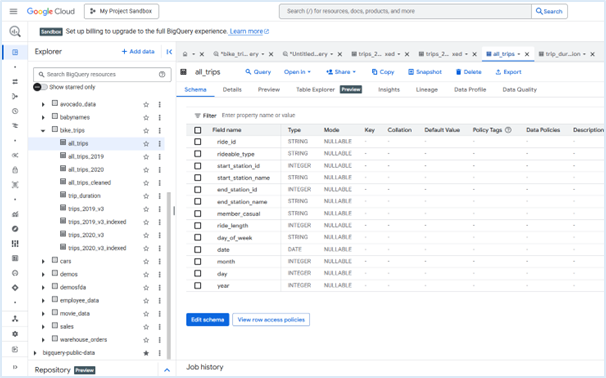 Google Cloud
My Project Sandbox
Search (/) for resources, docs, products, and more
Search
Sandbox
Set up billing to upgrade to the full BigQuery experience. Learn more
Explorer
+ Add data
*bike_tri... ery
*Untitled...ery
trips_2... xed
trips_2... xed
all_trips
trip_dur...ion
Search BigQuery resources
Show starred only
avocado.data
babynames
bike_trips
all_trips
all_trips_2019
all_trips_2020
all_trips_cleaned
trip_duration
trips_2019_v3
trips_2019_v3_indexed
trips_2020_v3
trips_2020_v3_indexed
cars
demos
demosfda
employee_data
movie_data
sales
warehouse_orders
bigquery-public-data
Repository Preview
all_trips
Query
Open in
Share
Copy
Snapshot
Delete
Export
Schema
Details
Preview
Table Explorer Preview
Insights
Lineage
Data Profile
Data Quality
Filter Enter property name or value
Field name Type Mode Key Collation Default Value Policy Tags Data Policies Description
ride_id STRING NULLABLE - - - - - -
rideable_type STRING NULLABLE - - - - - -
start_station_id INTEGER NULLABLE - - - - - -
start_station_name STRING NULLABLE - - - - - -
end_station_id INTEGER NULLABLE - - - - - -
end_station_name STRING NULLABLE - - - - - -
member_casual STRING NULLABLE - - - - - -
ride_length INTEGER NULLABLE - - - - - -
day_of_week STRING NULLABLE - - - - - -
date DATE NULLABLE - - - - - -
month INTEGER NULLABLE - - - - - -
day INTEGER NULLABLE - - - - - -
year INTEGER NULLABLE - - - - - -
Edit schema
View row access policies
Job history